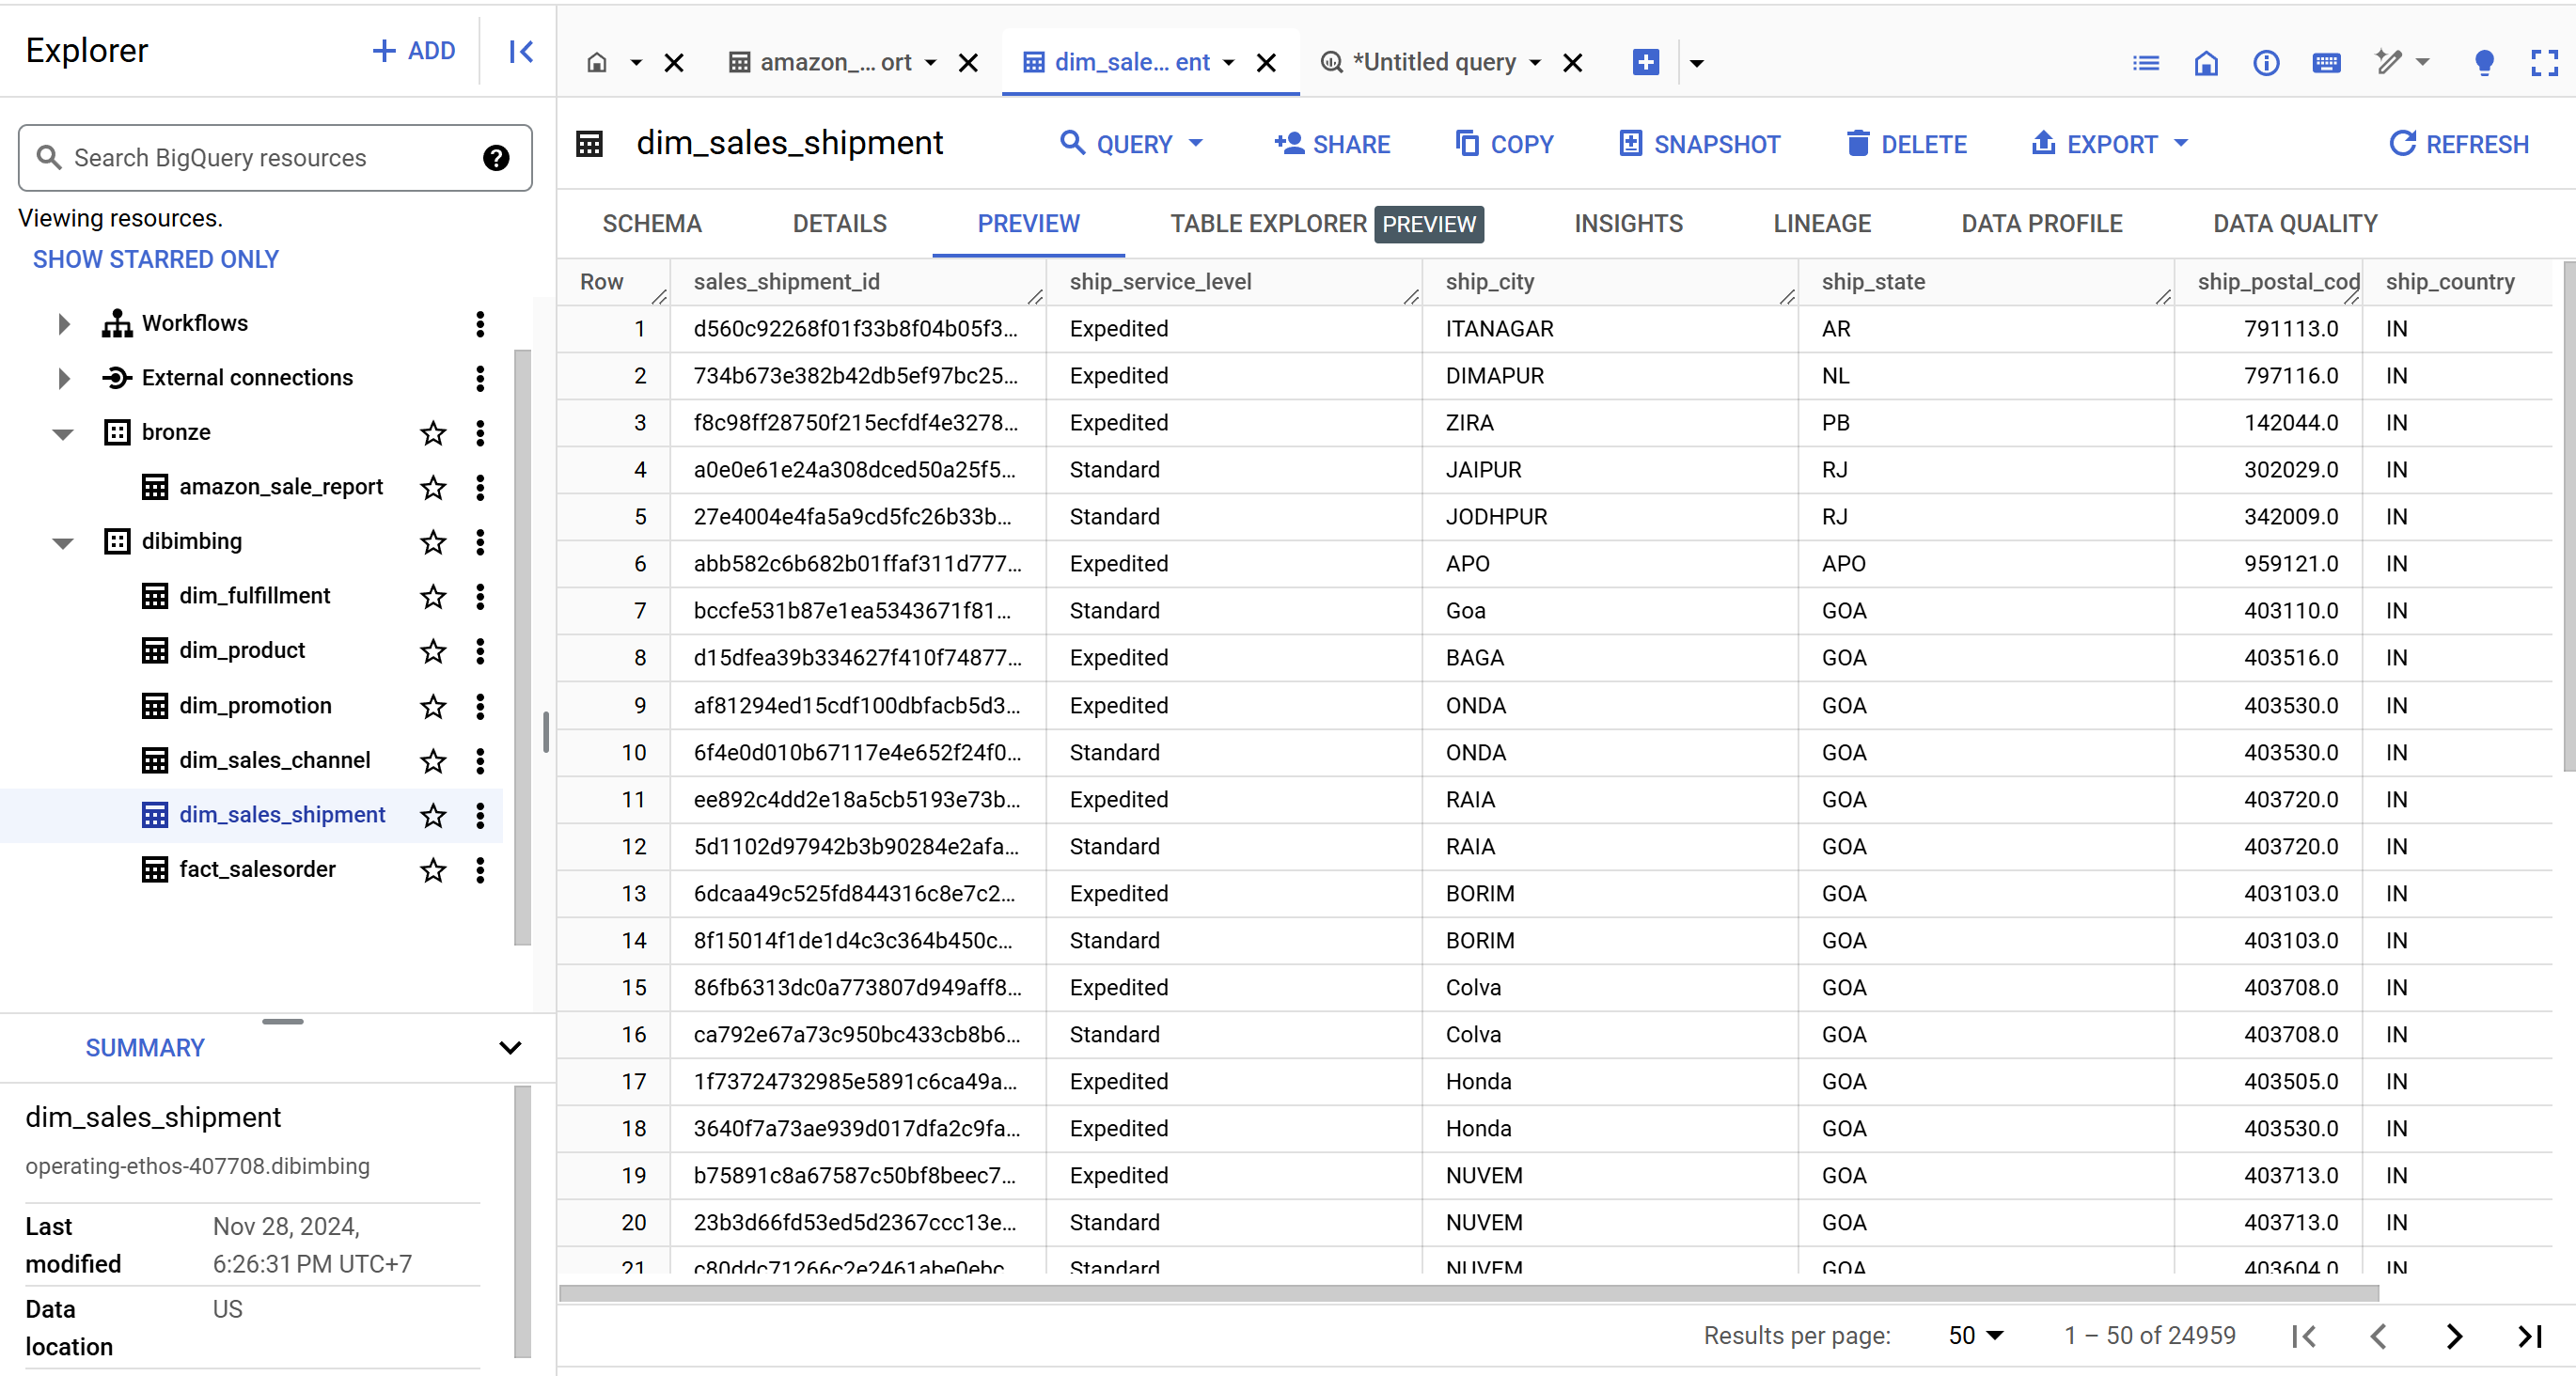 Explorer
ADD
Search BigQuery resources
Viewing resources.
SHOW STARRED ONLY
Workflows
External connections
bronze
amazon_sale_report
dibimbing
dim_fulfillment
dim_product
dim_promotion
dim_sales_channel
dim_sales_shipment
fact_salesorder
SUMMARY
dim_sales_shipment
operating-ethos-407708.dibimbing
Last modified Nov 28, 2024, 6:26:31 PM UTC+7
Data location US
amazon_... ort dim_sale... ent *Untitled query
dim_sales_shipment QUERY SHARE COPY SNAPSHOT DELETE EXPORT REFRESH
SCHEMA DETAILS PREVIEW TABLE EXPLORER PREVIEW INSIGHTS LINEAGE DATA PROFILE DATA QUALITY
Row sales_shipment_id ship_service_level ship_city ship_state ship_postal_cod ship_country
1 d560c92268f01f33b8f04b05f3... Expedited ITANAGAR AR 791113.0 IN
2 734b673e382b42db5ef97bc25... Expedited DIMAPUR NL 797116.0 IN
3 f8c98ff28750f215ecfdf4e3278... Expedited ZIRA PB 142044.0 IN
4 a0e0e61e24a308dced50a25f5... Standard JAIPUR RJ 302029.0 IN
5 27e4004e4fa5a9cd5fc26b33b... Standard JODHPUR RJ 342009.0 IN
6 abb582c6b682b01ffaf311d777... Expedited APO APO 959121.0 IN
7 bccfe531b87e1ea5343671f81... Standard Goa GOA 403110.0 IN
8 d15dfea39b334627f410f74877... Expedited BAGA GOA 403516.0 IN
9 af81294ed15cdf100dbfacb5d3... Expedited ONDA GOA 403530.0 IN
10 6f4e0d010b67117e4e652f24f0... Standard ONDA GOA 403530.0 IN
11 ee892c4dd2e18a5cb5193e73b... Expedited RAIA GOA 403720.0 IN
12 5d1102d97942b3b90284e2afa... Standard RAIA GOA 403720.0 IN
13 6dcaa49c525fd844316c8e7c2... Expedited BORIM GOA 403103.0 IN
14 8f15014f1de1d4c3c364b450c... Standard BORIM GOA 403103.0 IN
15 86fb6313dc0a773807d949aff8... Expedited Colva GOA 403708.0 IN
16 ca792e67a73c950bc433cb8b6... Standard Colva GOA 403708.0 IN
17 1f73724732985e5891c6ca49a... Expedited Honda GOA 403505.0 IN
18 3640f7a73ae939d017dfa2c9fa... Expedited Honda GOA 403530.0 IN
19 b75891c8a67587c50bf8beec7... Expedited NUVEM GOA 403713.0 IN
20 23b3d66fd53ed5d2367ccc13e... Standard NUVEM GOA 403713.0 IN
21 c80ddc71266c2e2461abe0ebc Standard NUVEM GOA 403604.0 IN
Results per page: 50 1 – 50 of 24959